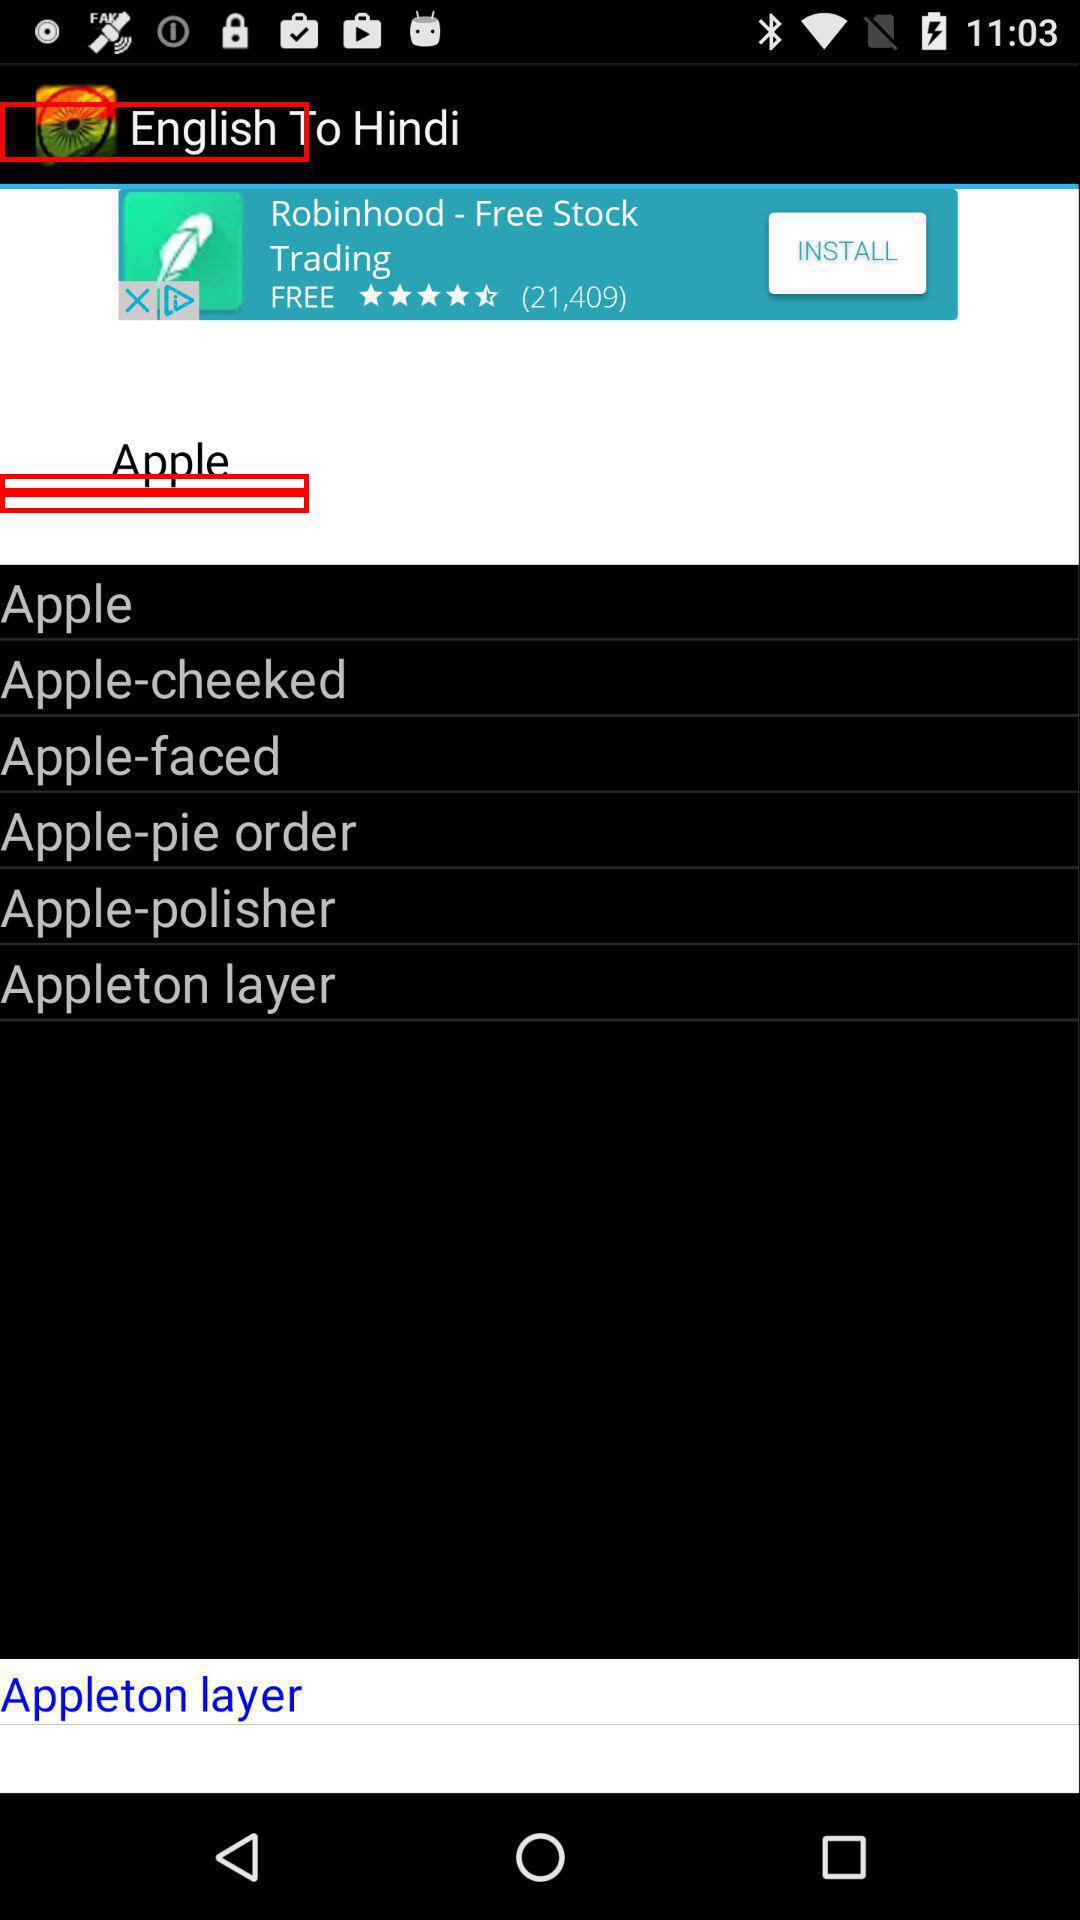 FAK
11:03
English To Hindi
Robinhood - Free Stock
Trading
FREE (21,409)
INSTALL
Apple
Apple
Apple-cheeked
Apple-faced
Apple-pie order
Apple-polisher
Appleton layer
Appleton layer